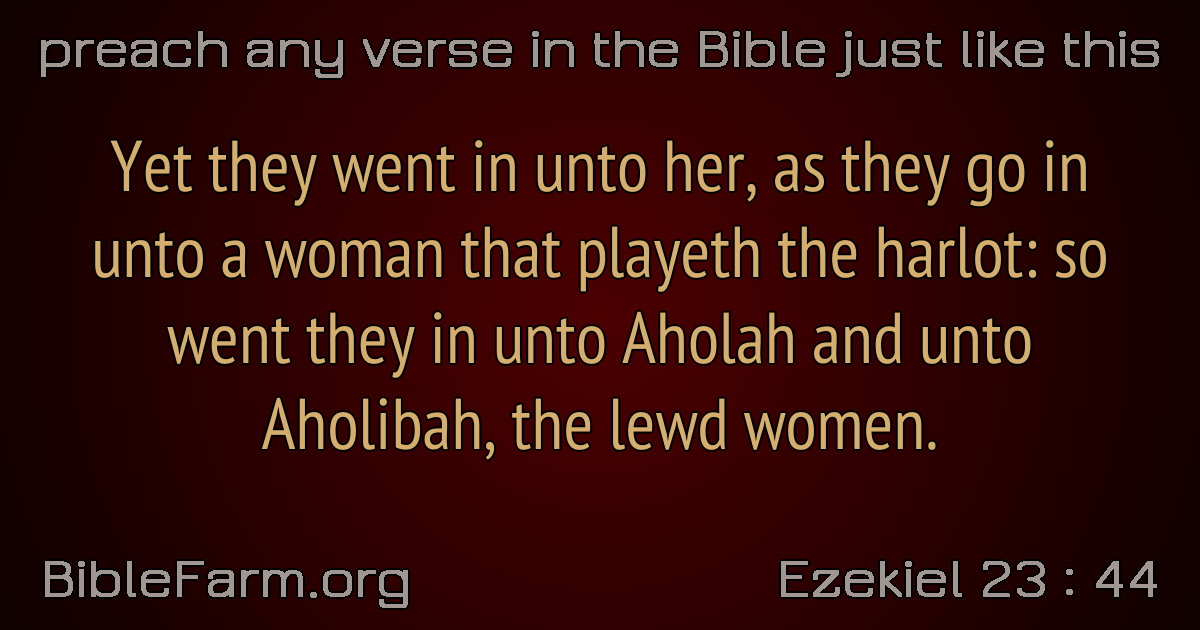 preach any verse in the Bible just like this
Yet they went in unto her, as they go in
unto a woman that playeth the harlot: so
went they in unto Aholah and unto
Aholibah, the lewd women.
BibleFarm.org
Ezekiel 23 : 44